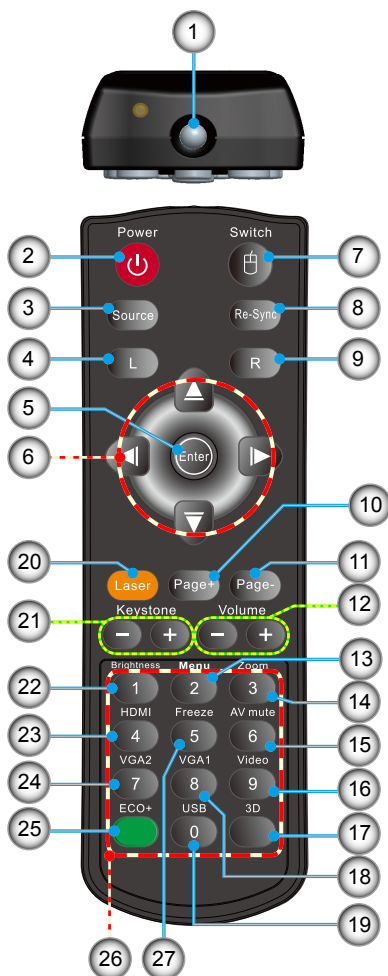 1
Power Switch
2 7
3 Source Re-Sync 8
4 L R 9
5 Enter
6
10
20 Laser Page+ Page- 11
Keystone Volume 12
21 − + − +
Brightness Menu Zoom 13
22 1 2 3 14
HDMI Freeze AV mute
23 4 5 6 15
VGA2 VGA1 Video
24 7 8 9 16
ECO+ USB 3D
25 0 17
18
19
26 27